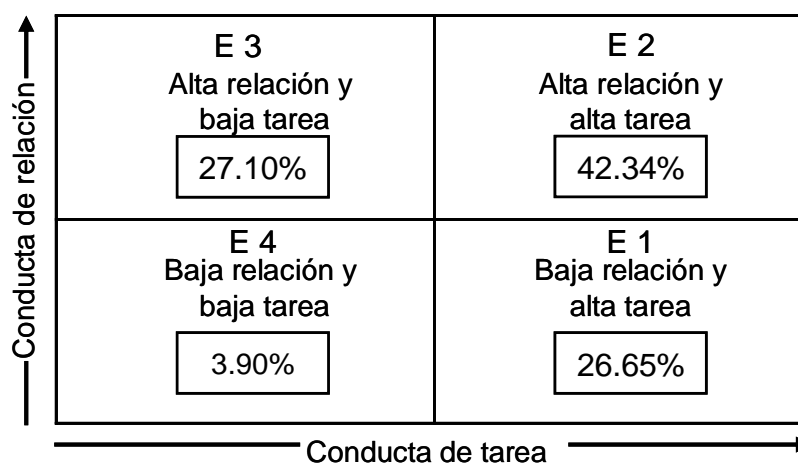 E 3
Alta relación y
baja tarea
27.10%
E 2
Alta relación y
alta tarea
42.34%
E 4
Baja relación y
baja tarea
3.90%
E 1
Baja relación y
alta tarea
26.65%
Conducta de relación
Conducta de tarea